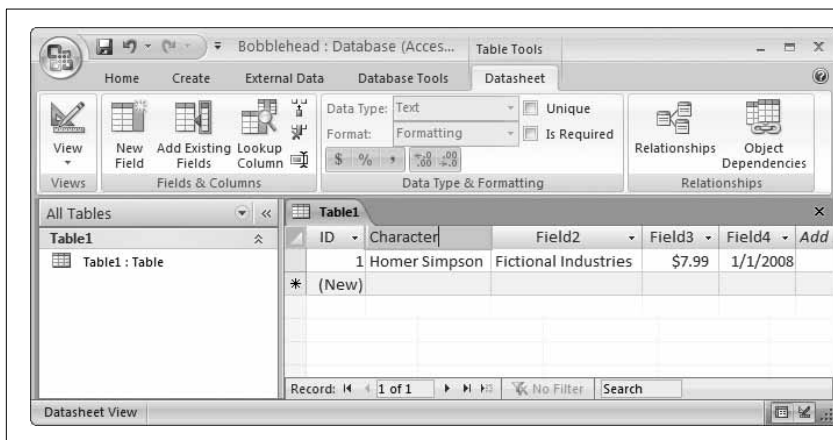 Bobblehead : Database (Acces...
Table Tools
Home Create External Data Database Tools Datasheet
View
New Field
Add Existing Fields
Lookup Column
Data Type: Text
Format: Formatting
$ % ,
Unique
Is Required
Relationships
Object Dependencies
Views Fields & Columns Data Type & Formatting Relationships
All Tables
Table1
Table1 : Table
Table1
ID Character Field2 Field3 Field4 Add
1 Homer Simpson Fictional Industries $7.99 1/1/2008
(New)
Record: 1 of 1 No Filter Search
Datasheet View